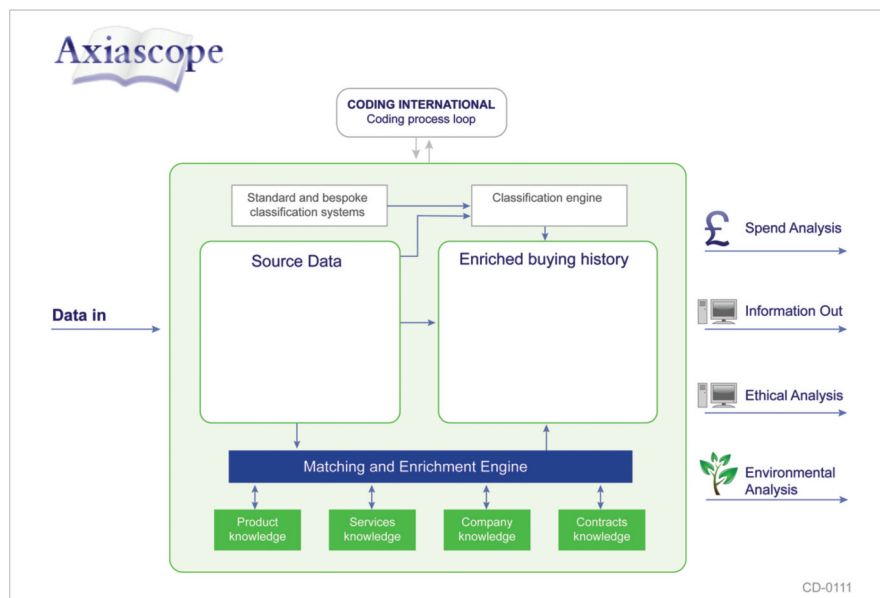 Axiascope
CODING INTERNATIONAL
Coding process loop
Standard and bespoke
classification systems
Classification engine
Source Data
Enriched buying history
Data in
Matching and Enrichment Engine
Product
knowledge
Services
knowledge
Company
knowledge
Contracts
knowledge
£ Spend Analysis
Information Out
Ethical Analysis
Environmental
Analysis
CD-0111